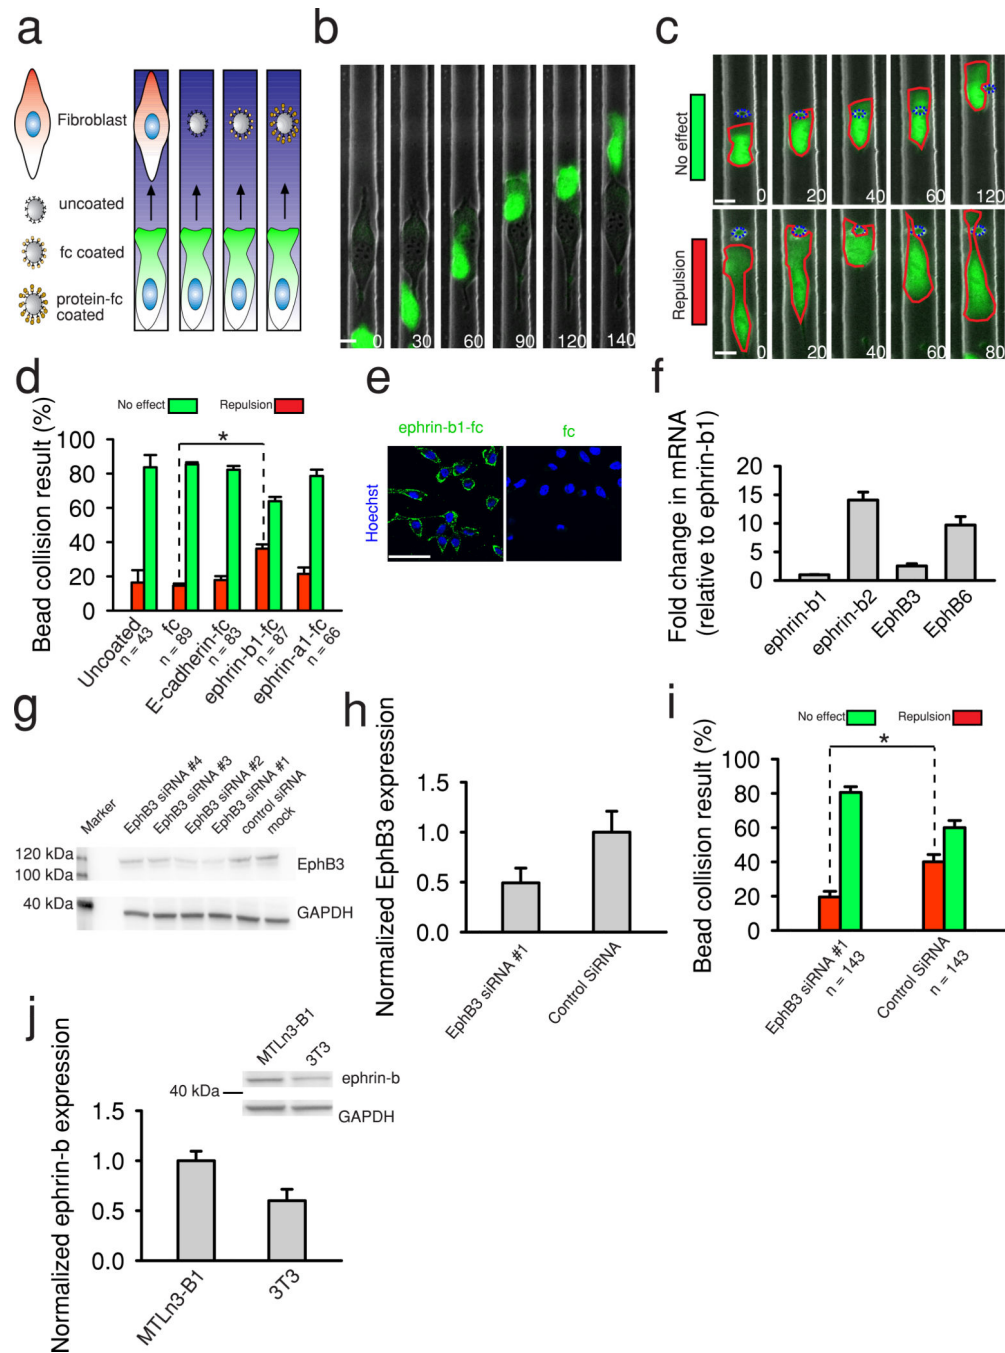 a
Fibroblast
uncoated
fc coated
protein-fc
coated
b
0
30
60
90
120
140
c
No effect
0
20
40
60
120
Repulsion
0
20
40
60
80
d
No effect
Repulsion
*
Bead collision result (%)
100
80
60
40
20
0
Uncoated
n = 43
fc
n = 89
E-cadherin-fc
n = 83
ephrin-b1-fc
n = 87
ephrin-a1-fc
n = 66
e
ephrin-b1-fc
fc
Hoechst
f
Fold change in mRNA
(relative to ephrin-b1)
20
15
10
5
0
ephrin-b1
ephrin-b2
EphB3
EphB6
g
Marker
EphB3 siRNA #4
EphB3 siRNA #3
EphB3 siRNA #2
EphB3 siRNA #1
control siRNA
mock
120 kDa
100 kDa
EphB3
40 kDa
GAPDH
h
Normalized EphB3 expression
1.5
1.0
0.5
0.0
EphB3 siRNA #1
Control SiRNA
i
No effect
Repulsion
*
Bead collision result (%)
100
80
60
40
20
0
EphB3 siRNA #1
n = 143
Control SiRNA
n = 143
j
MTLn3-B1
3T3
ephrin-b
40 kDa
GAPDH
Normalized ephrin-b expression
1.5
1.0
0.5
0.0
MTLn3-B1
3T3